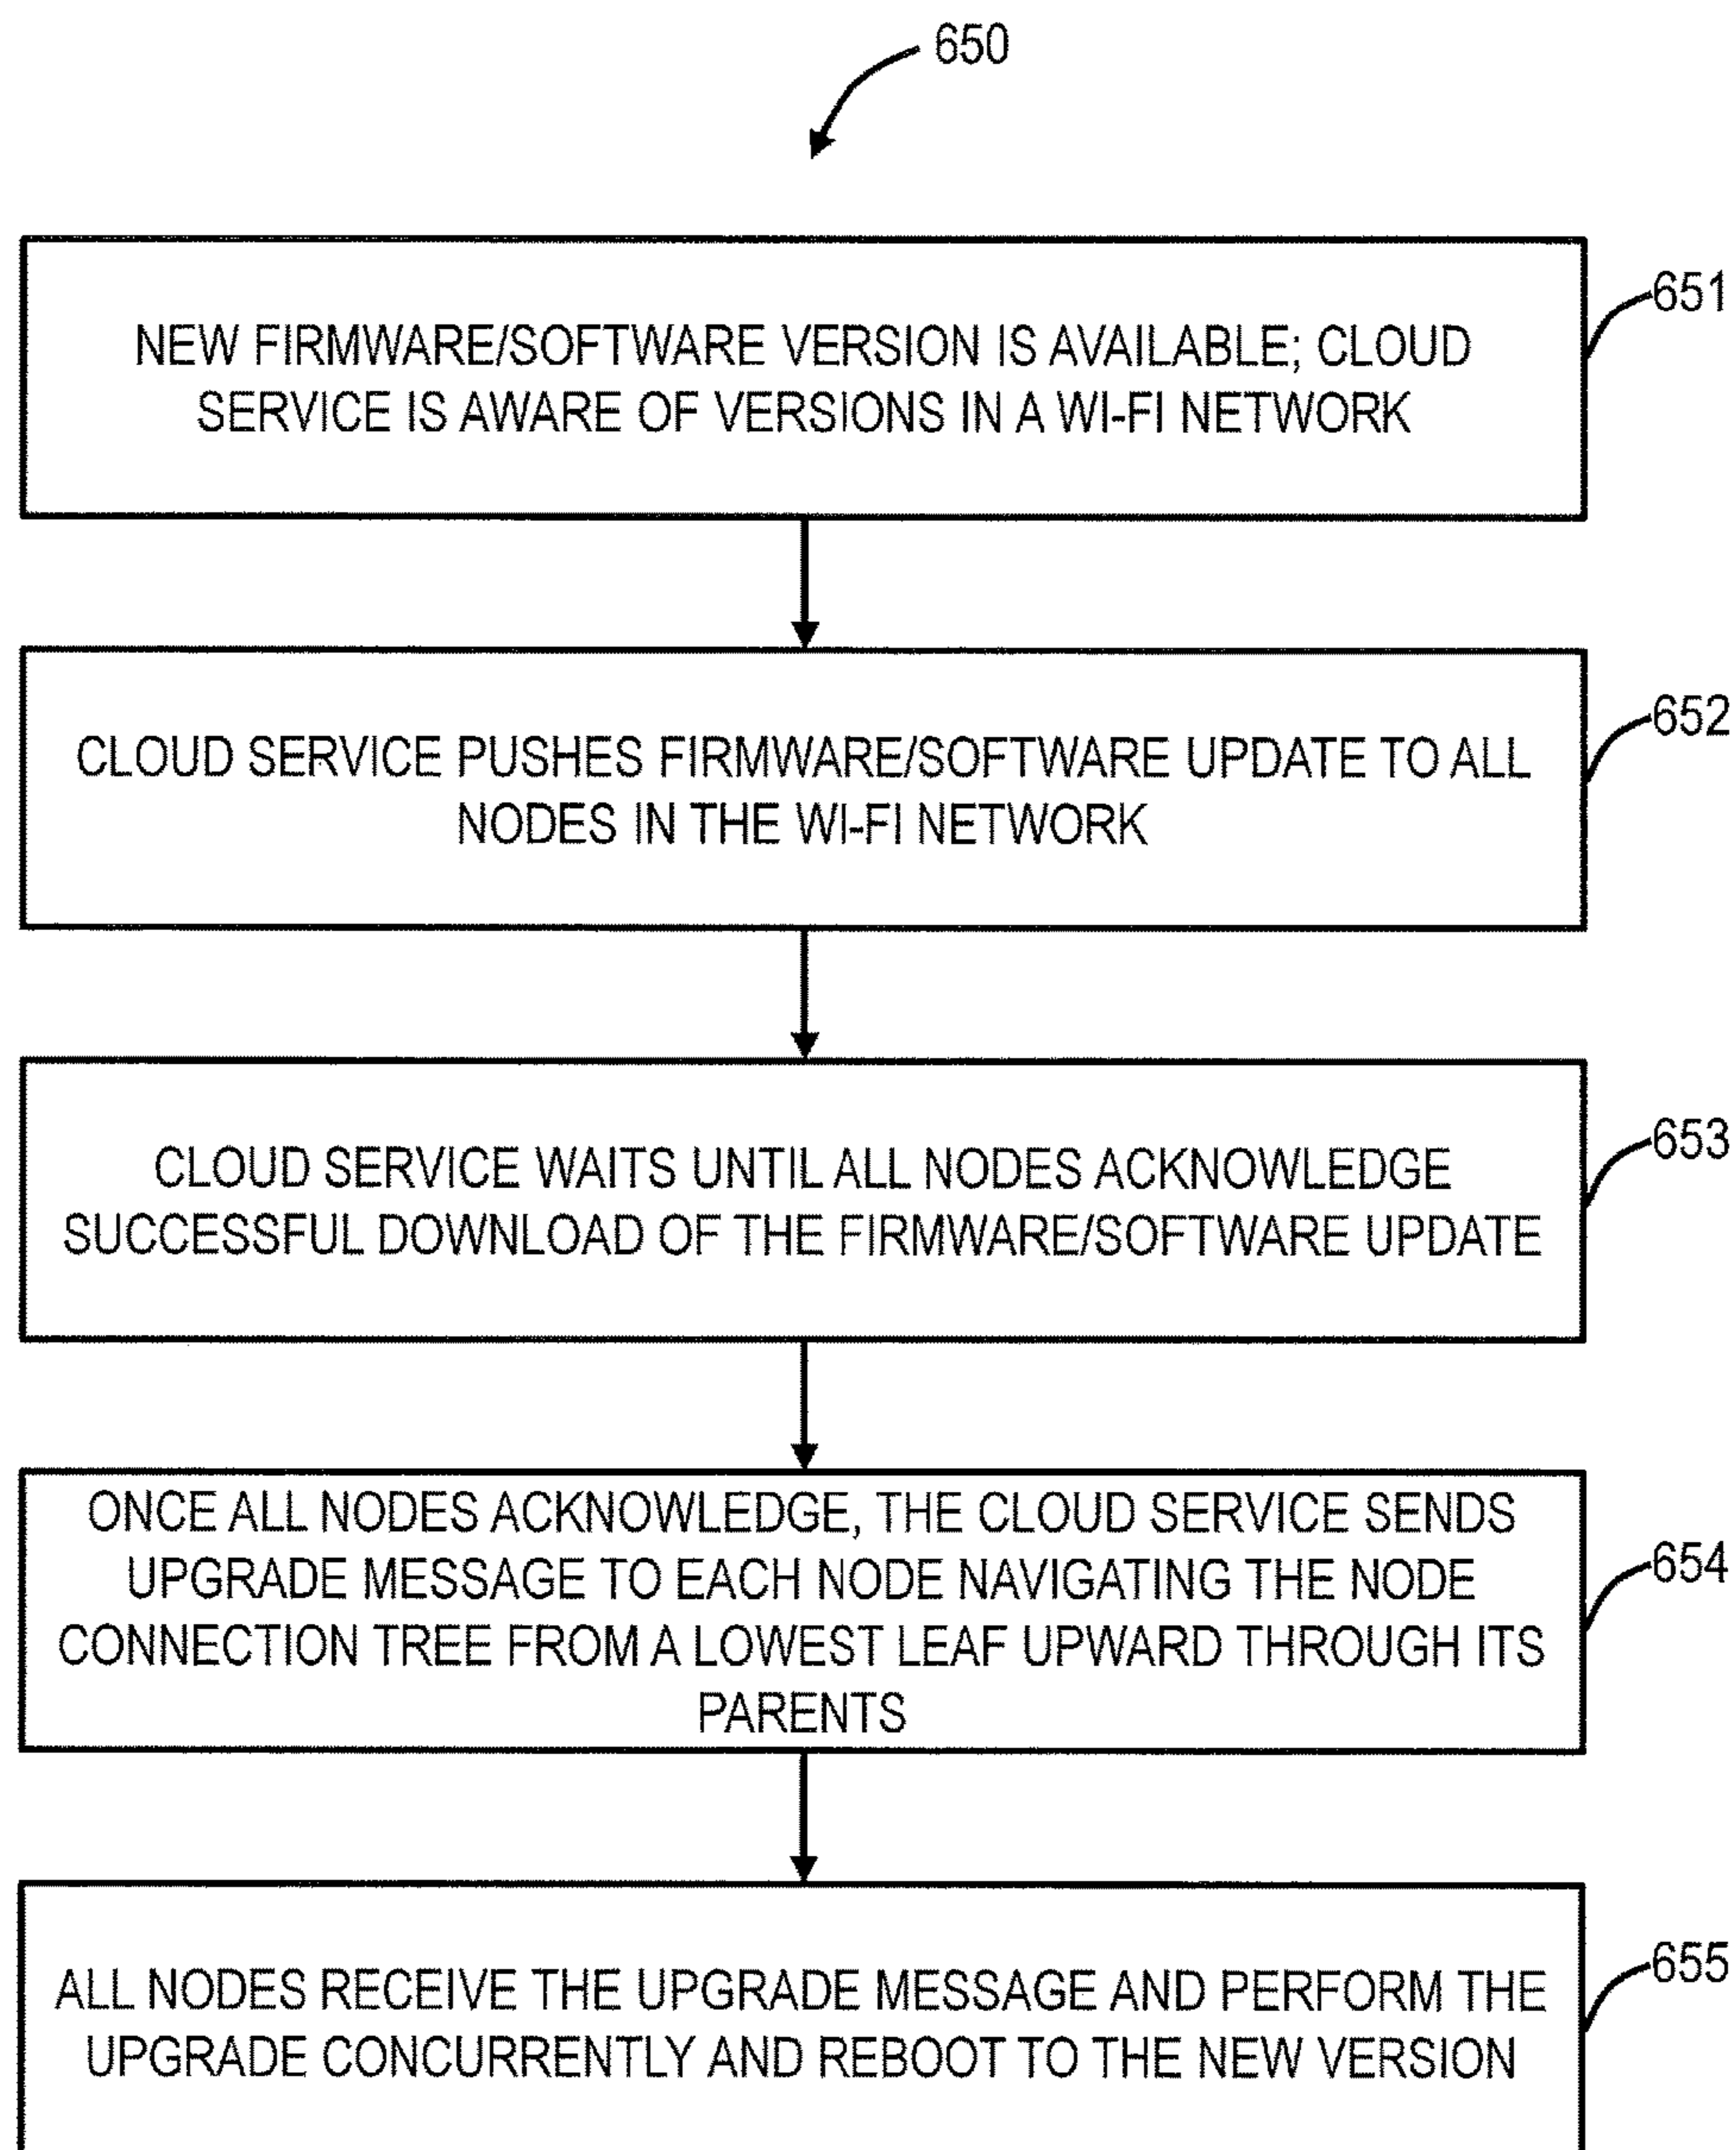 650
651
NEW FIRMWARE/SOFTWARE VERSION IS AVAILABLE; CLOUD
SERVICE IS AWARE OF VERSIONS IN A WI-FI NETWORK
652
CLOUD SERVICE PUSHES FIRMWARE/SOFTWARE UPDATE TO ALL
NODES IN THE WI-FI NETWORK
653
CLOUD SERVICE WAITS UNTIL ALL NODES ACKNOWLEDGE
SUCCESSFUL DOWNLOAD OF THE FIRMWARE/SOFTWARE UPDATE
ONCE ALL NODES ACKNOWLEDGE, THE CLOUD SERVICE SENDS
654
UPGRADE MESSAGE TO EACH NODE NAVIGATING THE NODE
CONNECTION TREE FROM A LOWEST LEAF UPWARD THROUGH ITS
PARENTS
655
ALL NODES RECEIVE THE UPGRADE MESSAGE AND PERFORM THE
UPGRADE CONCURRENTLY AND REBOOT TO THE NEW VERSION